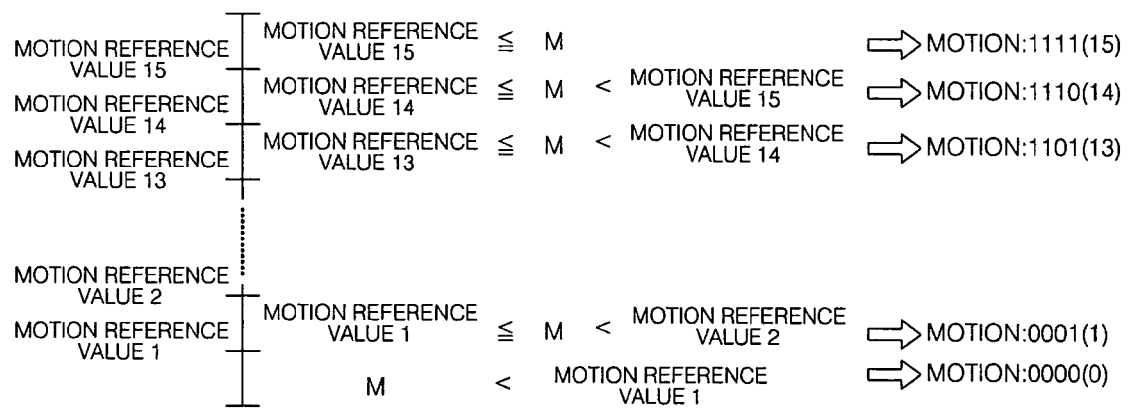 MOTION REFERENCE
VALUE 15
MOTION REFERENCE
VALUE 15 ≦ M
MOTION:1111(15)
MOTION REFERENCE
VALUE 14
MOTION REFERENCE
VALUE 14 ≦ M < MOTION REFERENCE
VALUE 15
MOTION:1110(14)
MOTION REFERENCE
VALUE 13
MOTION REFERENCE
VALUE 13 ≦ M < MOTION REFERENCE
VALUE 14
MOTION:1101(13)
MOTION REFERENCE
VALUE 2
MOTION REFERENCE
VALUE 1
MOTION REFERENCE
VALUE 1 ≦ M < MOTION REFERENCE
VALUE 2
MOTION:0001(1)
M < MOTION REFERENCE
VALUE 1
MOTION:0000(0)